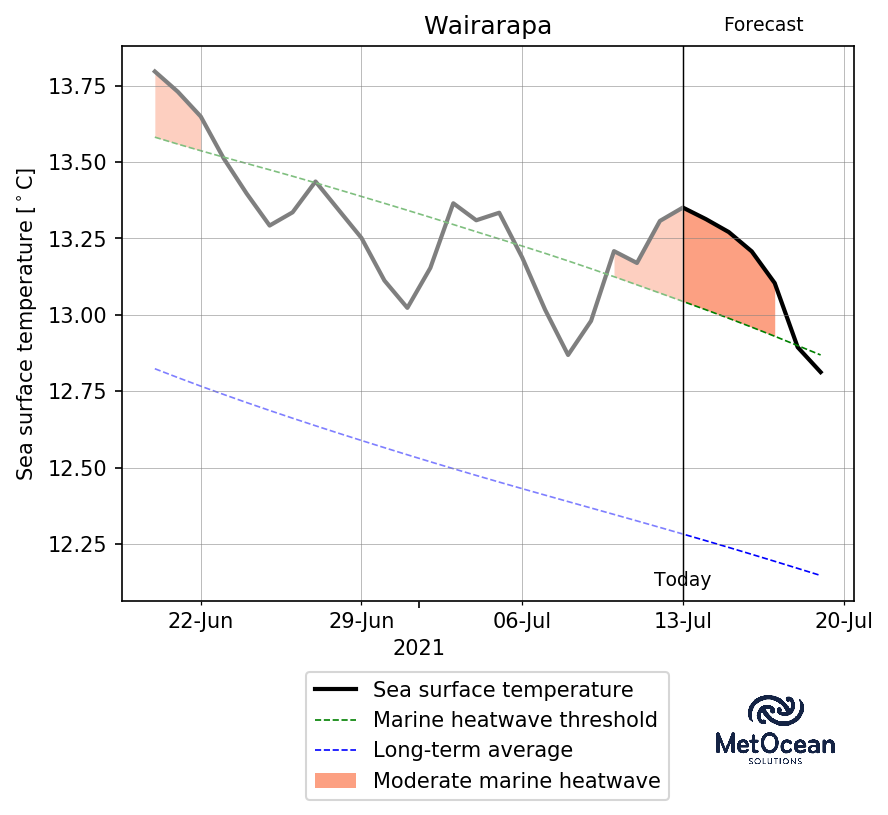 Wairarapa
Forecast
Sea surface temperature [°C]
13.75
13.50
13.25
13.00
12.75
12.50
12.25
Today
22-Jun
29-Jun
06-Jul
13-Jul
20-Jul
2021
Sea surface temperature
Marine heatwave threshold
Long-term average
Moderate marine heatwave
MetOcean
SOLUTIONS